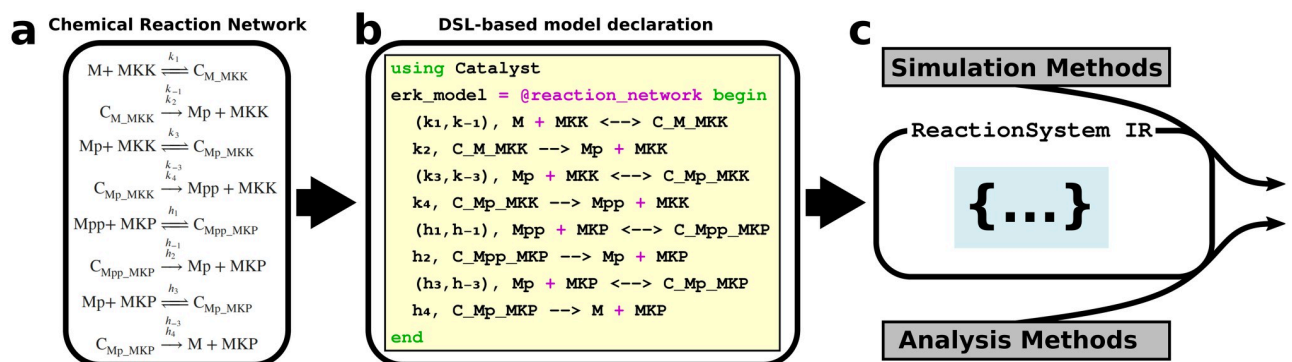 a
Chemical Reaction Network
k₁
M+ MKK ⇌ C_M_MKK
k₋₁
k₂
C_M_MKK → Mp + MKK
k₃
Mp+ MKK ⇌ C_Mp_MKK
k₋₃
k₄
C_Mp_MKK → Mpp + MKK
h₁
Mpp+ MKP ⇌ C_Mpp_MKP
h₋₁
h₂
C_Mpp_MKP → Mp + MKP
h₃
Mp+ MKP ⇌ C_Mp_MKP
h₋₃
h₄
C_Mp_MKP → M + MKP
b
DSL-based model declaration
using Catalyst
erk_model = @reaction_network begin
(k₁,k₋₁), M + MKK <--> C_M_MKK
k₂, C_M_MKK --> Mp + MKK
(k₃,k₋₃), Mp + MKK <--> C_Mp_MKK
k₄, C_Mp_MKK --> Mpp + MKK
(h₁,h₋₁), Mpp + MKP <--> C_Mpp_MKP
h₂, C_Mpp_MKP --> Mp + MKP
(h₃,h₋₃), Mp + MKP <--> C_Mp_MKP
h₄, C_Mp_MKP --> M + MKP
end
c
Simulation Methods
ReactionSystem IR
{...}
Analysis Methods